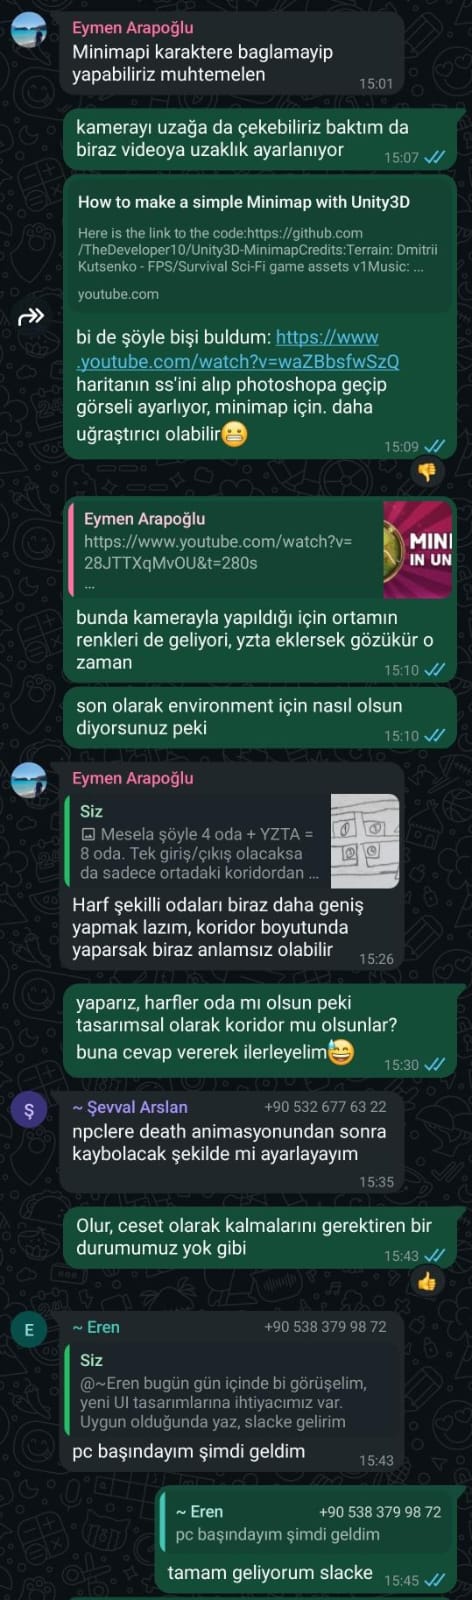 Eymen Arapoğlu
Minimapi karaktere baglamayip
yapabiliriz muhtemelen
15:01
kamerayı uzağa da çekebiliriz baktım da
biraz videoya uzaklık ayarlanıyor
15:07
How to make a simple Minimap with Unity3D
Here is the link to the code:https://github.com
/TheDeveloper10/Unity3D-MinimapCredits:Terrain: Dmitrii
Kutsenko - FPS/Survival Sci-Fi game assets v1Music: ...
youtube.com
bi de şöyle bişi buldum: https://www
.youtube.com/watch?v=waZBbsfwSzQ
haritanın ss'ini alıp photoshopa geçip
görseli ayarlıyor, minimap için. daha
uğraştırıcı olabilir😬
15:09
👎
Eymen Arapoğlu
https://www.youtube.com/watch?v=
28JTTXqMvOU&t=280s
...
MINI
IN UN
bunda kamerayla yapıldığı için ortamın
renkleri de geliyori, yzta eklersek gözükür o
zaman
15:10
son olarak environment için nasıl olsun
diyorsunuz peki
15:10
Eymen Arapoğlu
Siz
Mesela şöyle 4 oda + YZTA =
8 oda. Tek giriş/çıkış olacaksa
da sadece ortadaki koridordan ...
Harf şekilli odaları biraz daha geniş
yapmak lazım, koridor boyutunda
yaparsak biraz anlamsız olabilir
15:26
yaparız, harfler oda mı olsun peki
tasarımsal olarak koridor mu olsunlar?
buna cevap vererek ilerleyelim😅
15:30
Ş
~ Şevval Arslan +90 532 677 63 22
npclere death animasyonundan sonra
kaybolacak şekilde mi ayarlayayım
15:35
Olur, ceset olarak kalmalarını gerektiren bir
durumumuz yok gibi
15:43
👍
E
~ Eren +90 538 379 98 72
Siz
@~Eren bugün gün içinde bi görüşelim,
yeni UI tasarımlarına ihtiyacımız var.
Uygun olduğunda yaz, slacke gelirim
pc başındayım şimdi geldim
15:43
~ Eren +90 538 379 98 72
pc başındayım şimdi geldim
tamam geliyorum slacke
15:45